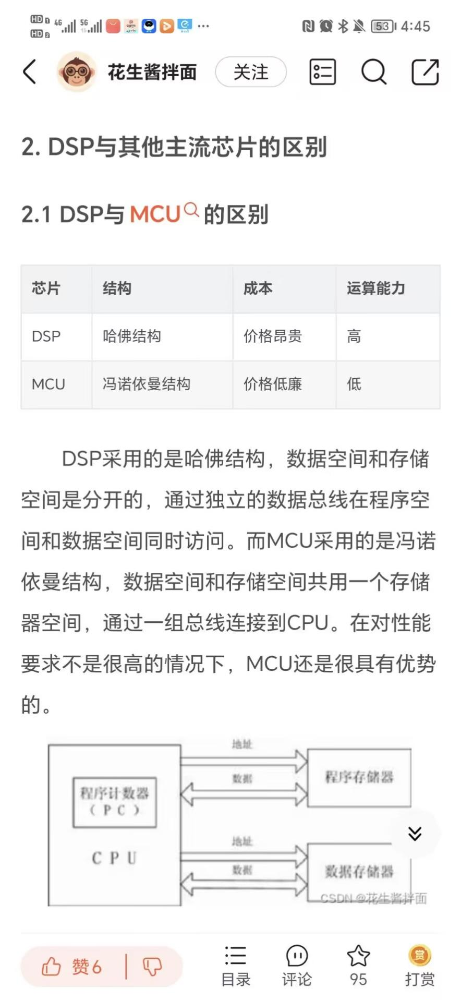 HD 1 4G 5G ... 53 4:45
HD 2
花生酱拌面 关注
2. DSP与其他主流芯片的区别
2.1 DSP与 MCU 的区别
芯片 结构 成本 运算能力
DSP 哈佛结构 价格昂贵 高
MCU 冯诺依曼结构 价格低廉 低
DSP采用的是哈佛结构，数据空间和存储
空间是分开的，通过独立的数据总线在程序空
间和数据空间同时访问。而MCU采用的是冯诺
依曼结构，数据空间和存储空间共用一个存储
器空间，通过一组总线连接到CPU。在对性能
要求不是很高的情况下，MCU还是很具有优势
的。
地址
程序存储器
数据
程序计数器
（PC）
CPU
地址
数据
数据存储器
CSDN @花生酱拌面
赞6 目录 评论 95 赏 打赏